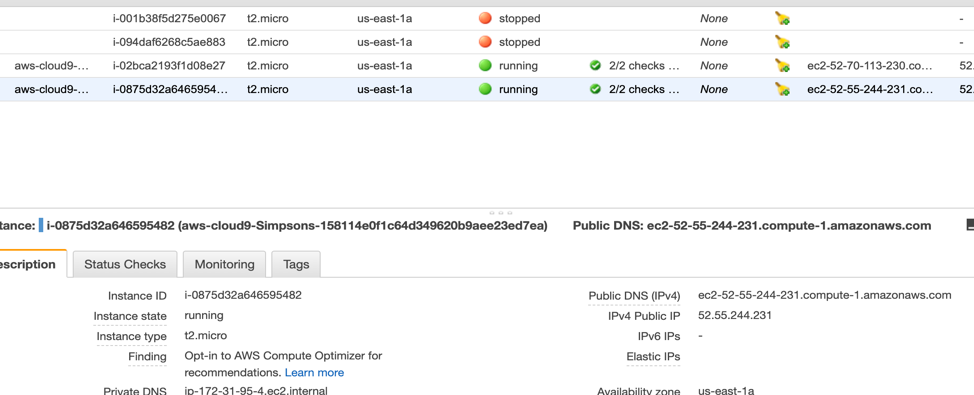 i-001b38f5d275e0067 t2.micro us-east-1a stopped None -
i-094daf6268c5ae883 t2.micro us-east-1a stopped None -
aws-cloud9-... i-02bca2193f1d08e27 t2.micro us-east-1a running 2/2 checks ... None ec2-52-70-113-230.co... 52.
aws-cloud9-... i-0875d32a6465954... t2.micro us-east-1a running 2/2 checks ... None ec2-52-55-244-231.co... 52.
tance: i-0875d32a646595482 (aws-cloud9-Simpsons-158114e0f1c64d349620b9aee23ed7ea) Public DNS: ec2-52-55-244-231.compute-1.amazonaws.com
escription Status Checks Monitoring Tags
Instance ID i-0875d32a646595482 Public DNS (IPv4) ec2-52-55-244-231.compute-1.amazonaws.com
Instance state running IPv4 Public IP 52.55.244.231
Instance type t2.micro IPv6 IPs -
Finding Opt-in to AWS Compute Optimizer for Elastic IPs
recommendations. Learn more
Private DNS ip-172-31-95-4.ec2.internal Availability zone us-east-1a